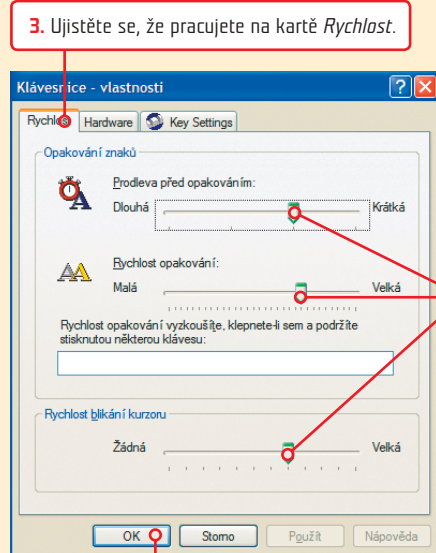 3. Ujistěte se, že pracujete na kartě Rychlost.
Klávesnice - vlastnosti
Rychlost Hardware Key Settings
Opakování znaků
Prodleva před opakováním:
Dlouhá Krátká
Rychlost opakování:
Malá Velká
Rychlost opakování vyzkoušíte, klepnete-li sem a podržíte
stisknutou některou klávesu:
Rychlost blikání kurzoru
Žádná Velká
OK Storno Použít Nápověda